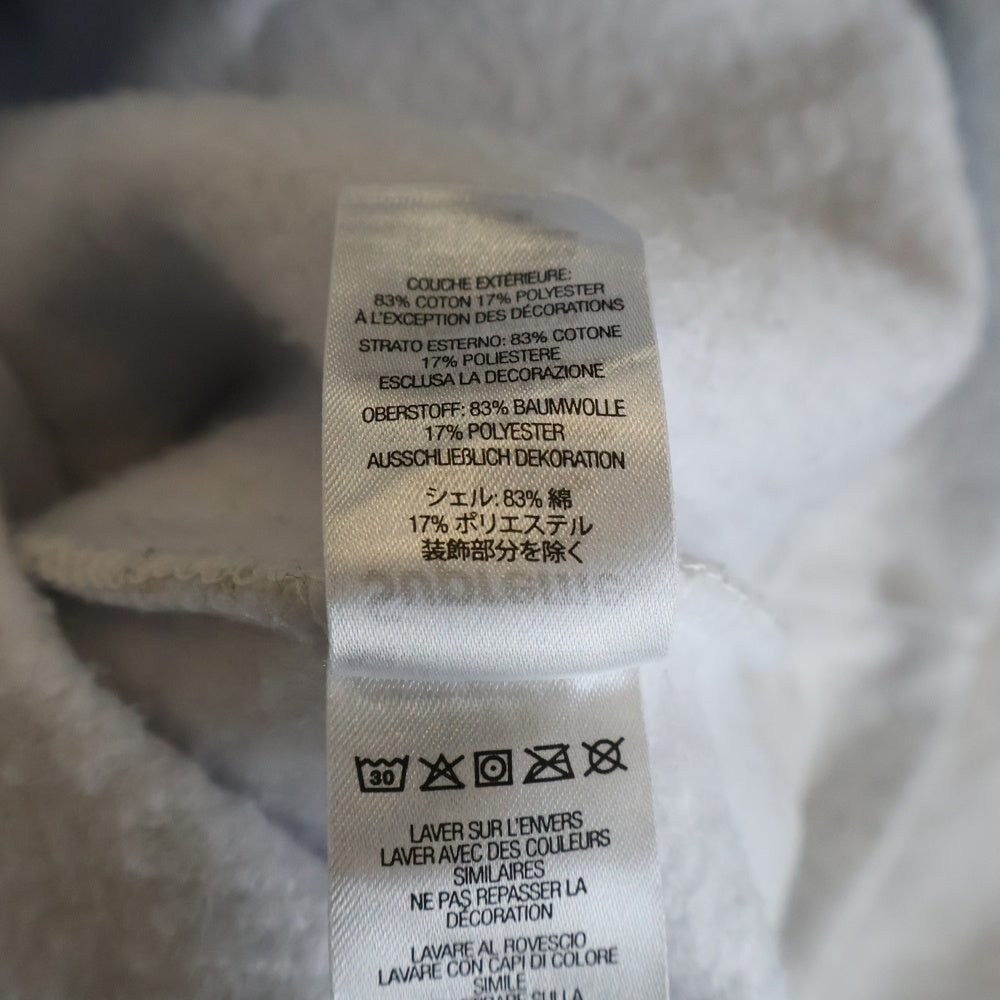 COUCHE EXTÉRIEURE:
83% COTON 17% POLYESTER
À L'EXCEPTION DES DÉCORATIONS
STRATO ESTERNO: 83% COTONE
17% POLIESTERE
ESCLUSA LA DECORAZIONE
OBERSTOFF: 83% BAUMWOLLE
17% POLYESTER
AUSSCHLIEßLICH DEKORATION
シェル: 83% 綿
17% ポリエステル
装飾部分を除く
30
LAVER SUR L'ENVERS
LAVER AVEC DES COULEURS
SIMILAIRES
NE PAS REPASSER LA
DÉCORATION
LAVARE AL ROVESCIO
LAVARE CON CAPI DI COLORE
SIMILE
SULLA